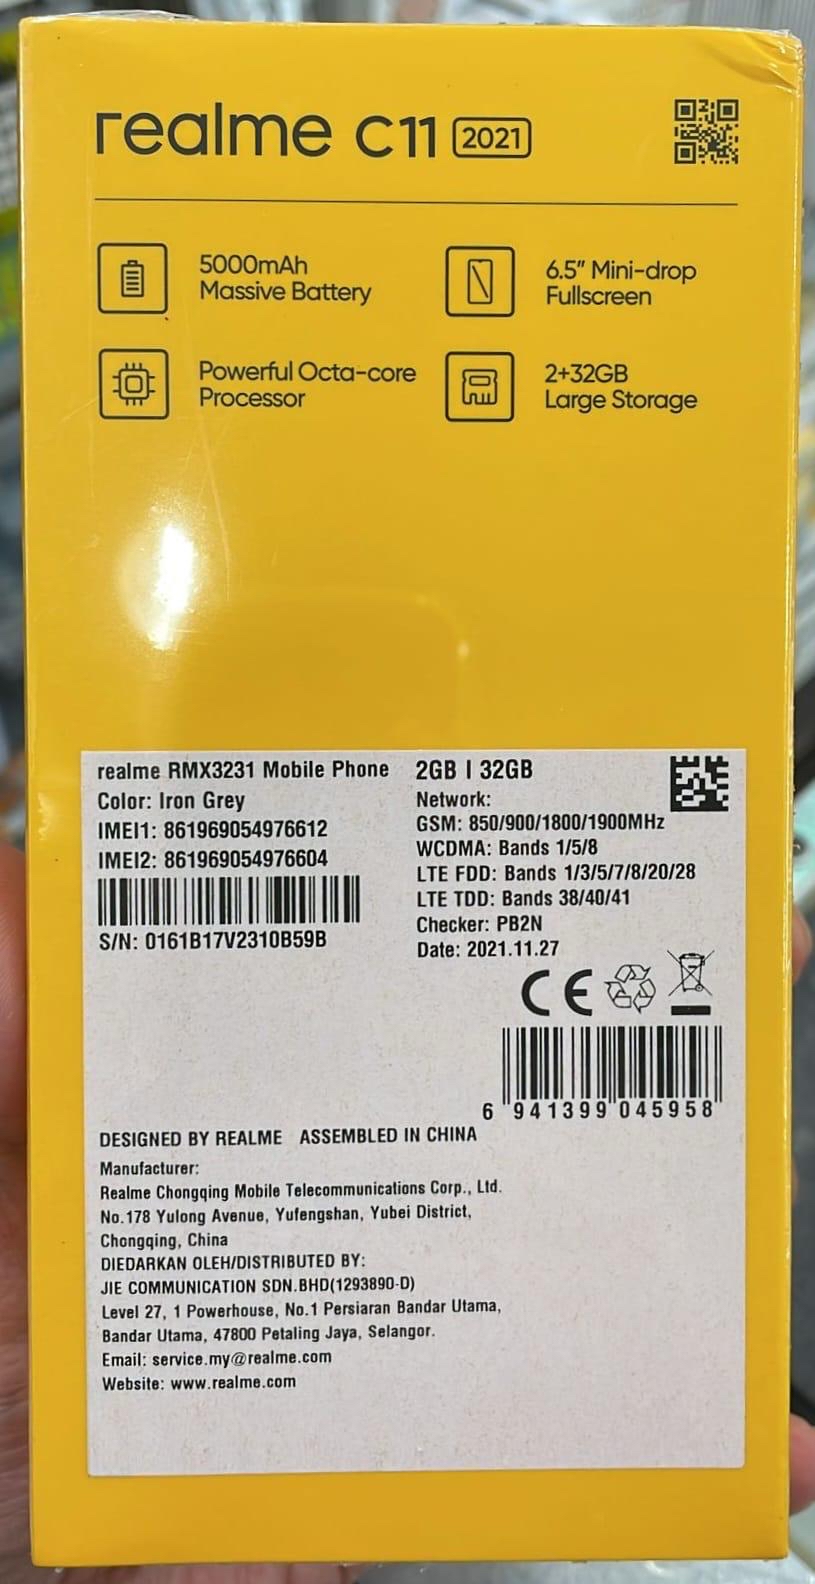 realme C11 2021
5000mAh
Massive Battery
6.5" Mini-drop
Fullscreen
Powerful Octa-core
Processor
2+32GB
Large Storage
realme RMX3231 Mobile Phone
Color: Iron Grey
IMEI1: 861969054976612
IMEI2: 861969054976604
S/N: 0161B17V2310B59B
2GB | 32GB
Network:
GSM: 850/900/1800/1900MHz
WCDMA: Bands 1/5/8
LTE FDD: Bands 1/3/5/7/8/20/28
LTE TDD: Bands 38/40/41
Checker: PB2N
Date: 2021.11.27
CE
6 941399 045958
DESIGNED BY REALME ASSEMBLED IN CHINA
Manufacturer:
Realme Chongqing Mobile Telecommunications Corp., Ltd.
No.178 Yulong Avenue, Yufengshan, Yubei District,
Chongqing, China
DIEDARKAN OLEH/DISTRIBUTED BY:
JIE COMMUNICATION SDN.BHD(1293890-D)
Level 27, 1 Powerhouse, No.1 Persiaran Bandar Utama,
Bandar Utama, 47800 Petaling Jaya, Selangor.
Email: service.my@realme.com
Website: www.realme.com